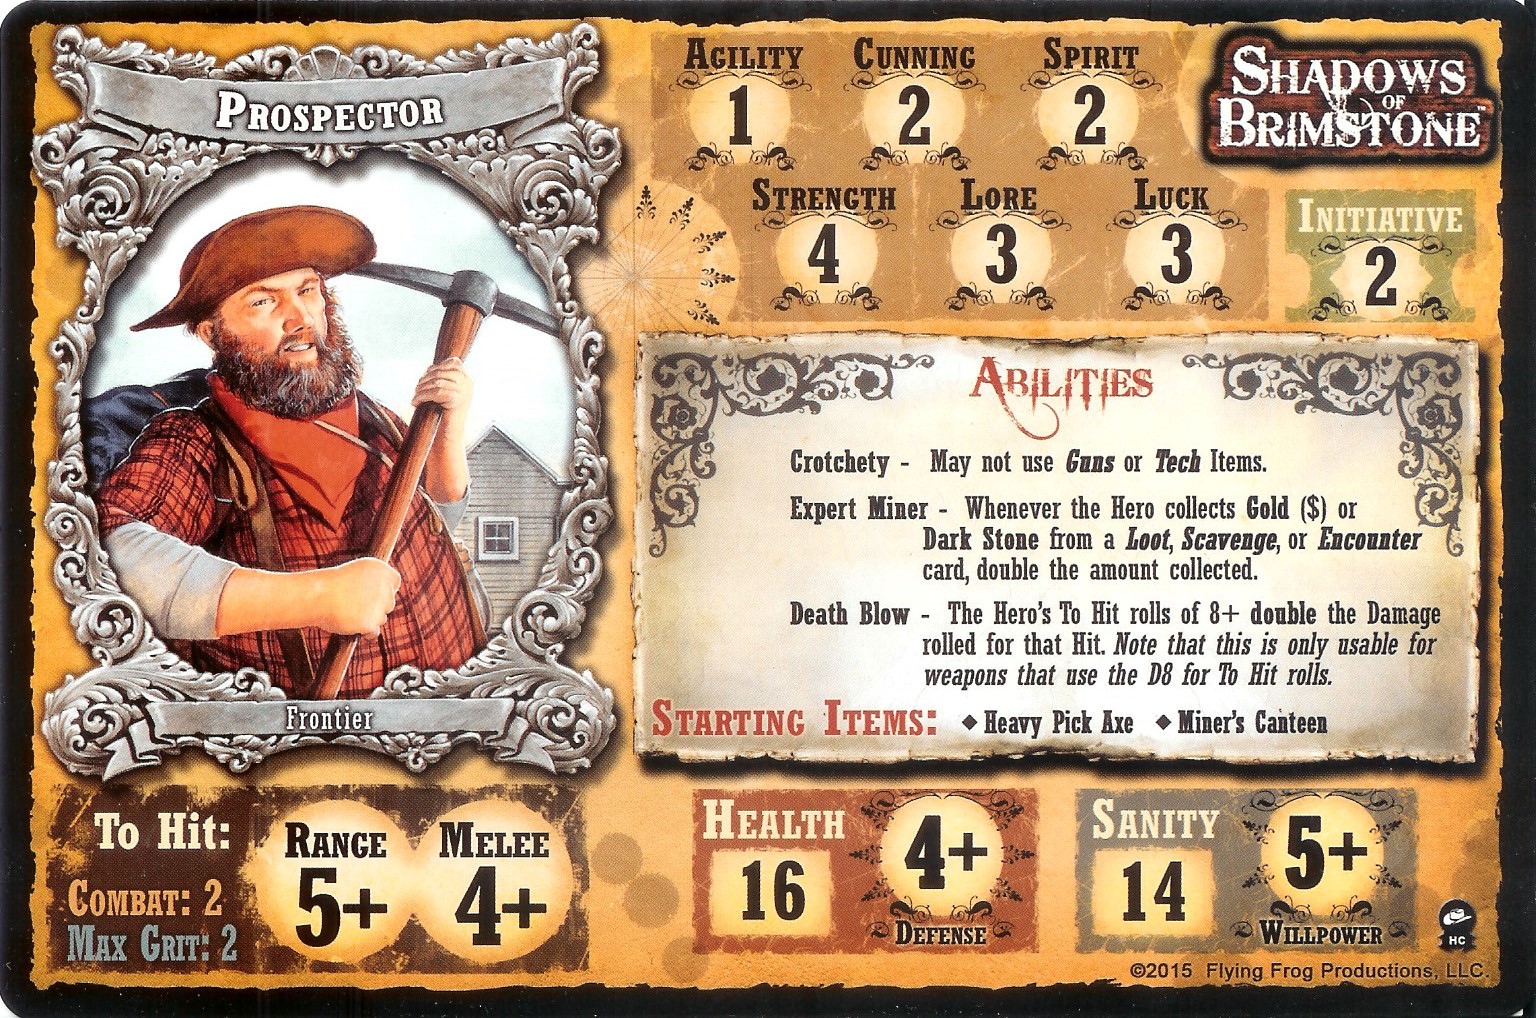 Prospector
Frontier
Agility
1
Cunning
2
Spirit
2
Shadows
of
Brimstone™
Strength
4
Lore
3
Luck
3
Initiative
2
Abilities
Crotchety - May not use Guns or Tech Items.
Expert Miner - Whenever the Hero collects Gold ($) or
Dark Stone from a Loot, Scavenge, or Encounter
card, double the amount collected.
Death Blow - The Hero's To Hit rolls of 8+ double the Damage
rolled for that Hit. Note that this is only usable for
weapons that use the D8 for To Hit rolls.
Starting Items: ◆ Heavy Pick Axe ◆ Miner's Canteen
To Hit:
Range
5+
Melee
4+
Combat: 2
Max Grit: 2
Health
16
4+
Defense
Sanity
14
5+
Willpower
HC
©2015 Flying Frog Productions, LLC.